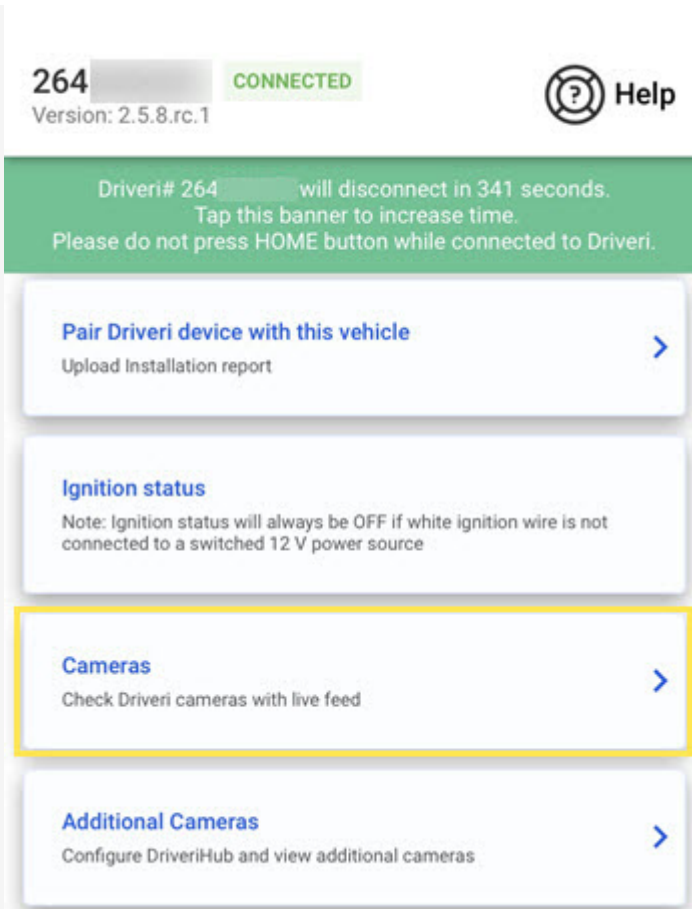 264 CONNECTED
Version: 2.5.8.rc.1
Help
Driveri# 264 will disconnect in 341 seconds.
Tap this banner to increase time.
Please do not press HOME button while connected to Driveri.
Pair Driveri device with this vehicle
Upload Installation report
Ignition status
Note: Ignition status will always be OFF if white ignition wire is not
connected to a switched 12 V power source
Cameras
Check Driveri cameras with live feed
Additional Cameras
Configure DriveriHub and view additional cameras